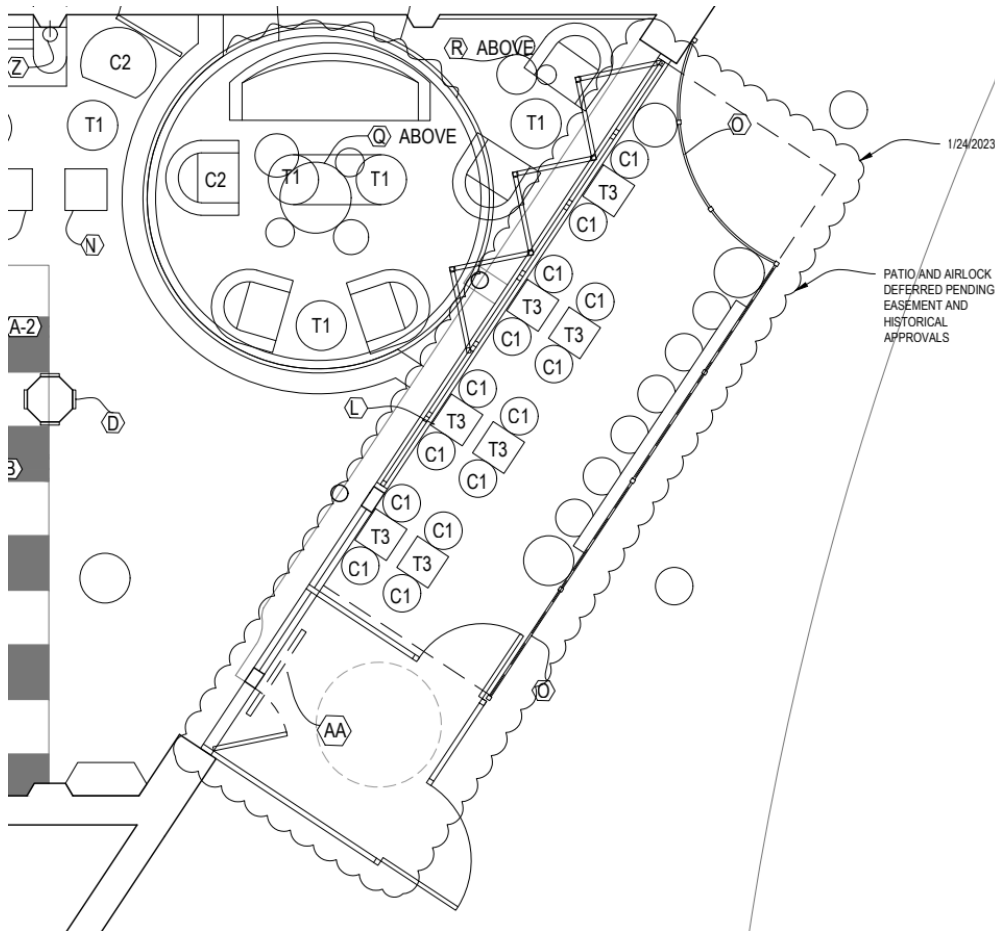 R ABOVE
Z
C2
T1
T1
Q ABOVE
O
1/24/2023
C1
C2
T1
T1
T3
C1
N
C1
PATIO AND AIRLOCK
DEFERRED PENDING
EASEMENT AND
HISTORICAL
APPROVALS
C1
T3
T1
A-2
T3
C1
C1
C1
L
C1
T3
D
T3
C1
B
C1
C1
C1
T3
T3
C1
C1
O
AA